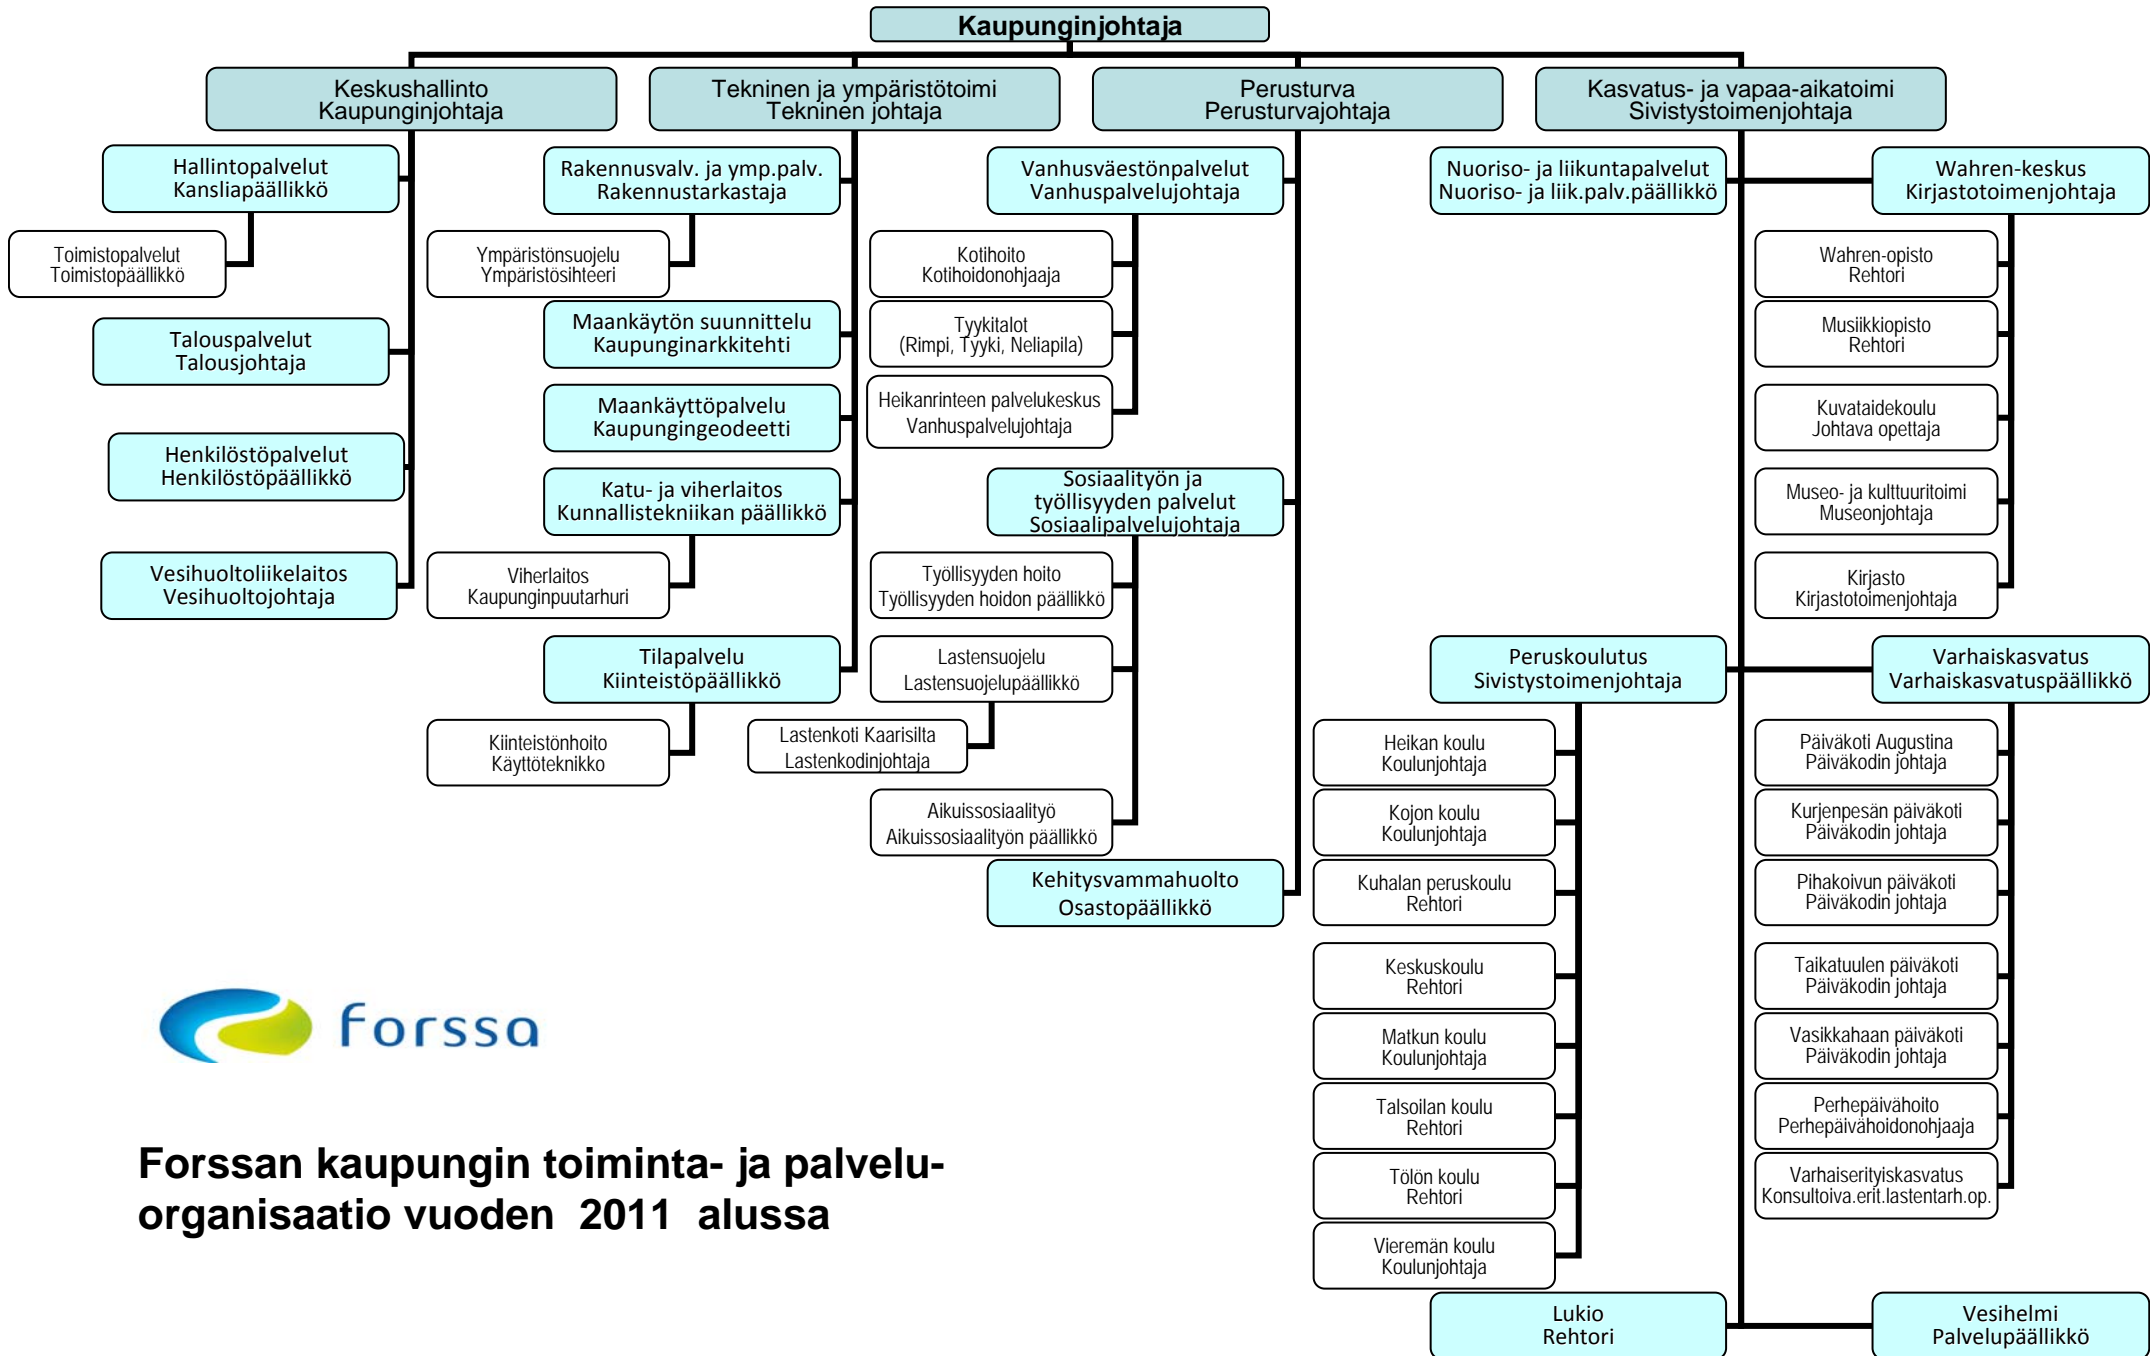 Kaupunginjohtaja
Keskushallinto
Kaupunginjohtaja
Hallintopalvelut
Kansliapäällikkö
Toimistopalvelut
Toimistopäällikkö
Talouspalvelut
Talousjohtaja
Henkilöstöpalvelut
Henkilöstöpäällikkö
Vesihuoltoliikelaitos
Vesihuoltojohtaja
Tekninen ja ympäristötoimi
Tekninen johtaja
Rakennusvalv. ja ymp.palv.
Rakennustarkastaja
Ympäristönsuojelu
Ympäristösihteeri
Maankäytön suunnittelu
Kaupunginarkkitehti
Maankäyttöpalvelu
Kaupungingeodeetti
Katu- ja viherlaitos
Kunnallistekniikan päällikkö
Viherlaitos
Kaupunginpuutarhuri
Tilapalvelu
Kiinteistöpäällikkö
Kiinteistönhoito
Käyttöteknikko
Perusturva
Perusturvajohtaja
Vanhusväestönpalvelut
Vanhuspalvelujohtaja
Kotihoito
Kotihoidonohjaaja
Tyykitalot
(Rimpi, Tyyki, Neliapila)
Heikanrinteen palvelukeskus
Vanhuspalvelujohtaja
Sosiaalityön ja
työllisyyden palvelut
Sosiaalipalvelujohtaja
Työllisyyden hoito
Työllisyyden hoidon päällikkö
Lastensuojelu
Lastensuojelupäällikkö
Lastenkoti Kaarisilta
Lastenkodinjohtaja
Aikuissosiaalityö
Aikuissosiaalityön päällikkö
Kehitysvammahuolto
Osastopäällikkö
Kasvatus- ja vapaa-aikatoimi
Sivistystoimenjohtaja
Nuoriso- ja liikuntapalvelut
Nuoriso- ja liik.palv.päällikkö
Wahren-keskus
Kirjastotoimenjohtaja
Wahren-opisto
Rehtori
Musiikkiopisto
Rehtori
Kuvataidekoulu
Johtava opettaja
Museo- ja kulttuuritoimi
Museonjohtaja
Kirjasto
Kirjastotoimenjohtaja
Peruskoulutus
Sivistystoimenjohtaja
Heikan koulu
Koulunjohtaja
Kojon koulu
Koulunjohtaja
Kuhalan peruskoulu
Rehtori
Keskuskoulu
Rehtori
Matkun koulu
Koulunjohtaja
Talsoilan koulu
Rehtori
Tölön koulu
Rehtori
Vieremän koulu
Koulunjohtaja
Varhaiskasvatus
Varhaiskasvatuspäällikkö
Päiväkoti Augustina
Päiväkodin johtaja
Kurjenpesän päiväkoti
Päiväkodin johtaja
Pihakoivun päiväkoti
Päiväkodin johtaja
Taikatuulen päiväkoti
Päiväkodin johtaja
Vasikkahaan päiväkoti
Päiväkodin johtaja
Perhepäivähoito
Perhepäivähoidonohjaaja
Varhaiserityiskasvatus
Konsultoiva.erit.lastentarh.op.
Lukio
Rehtori
Vesihelmi
Palvelupäällikkö
forssa
Forssan kaupungin toiminta- ja palvelu-
organisaatio vuoden 2011 alussa